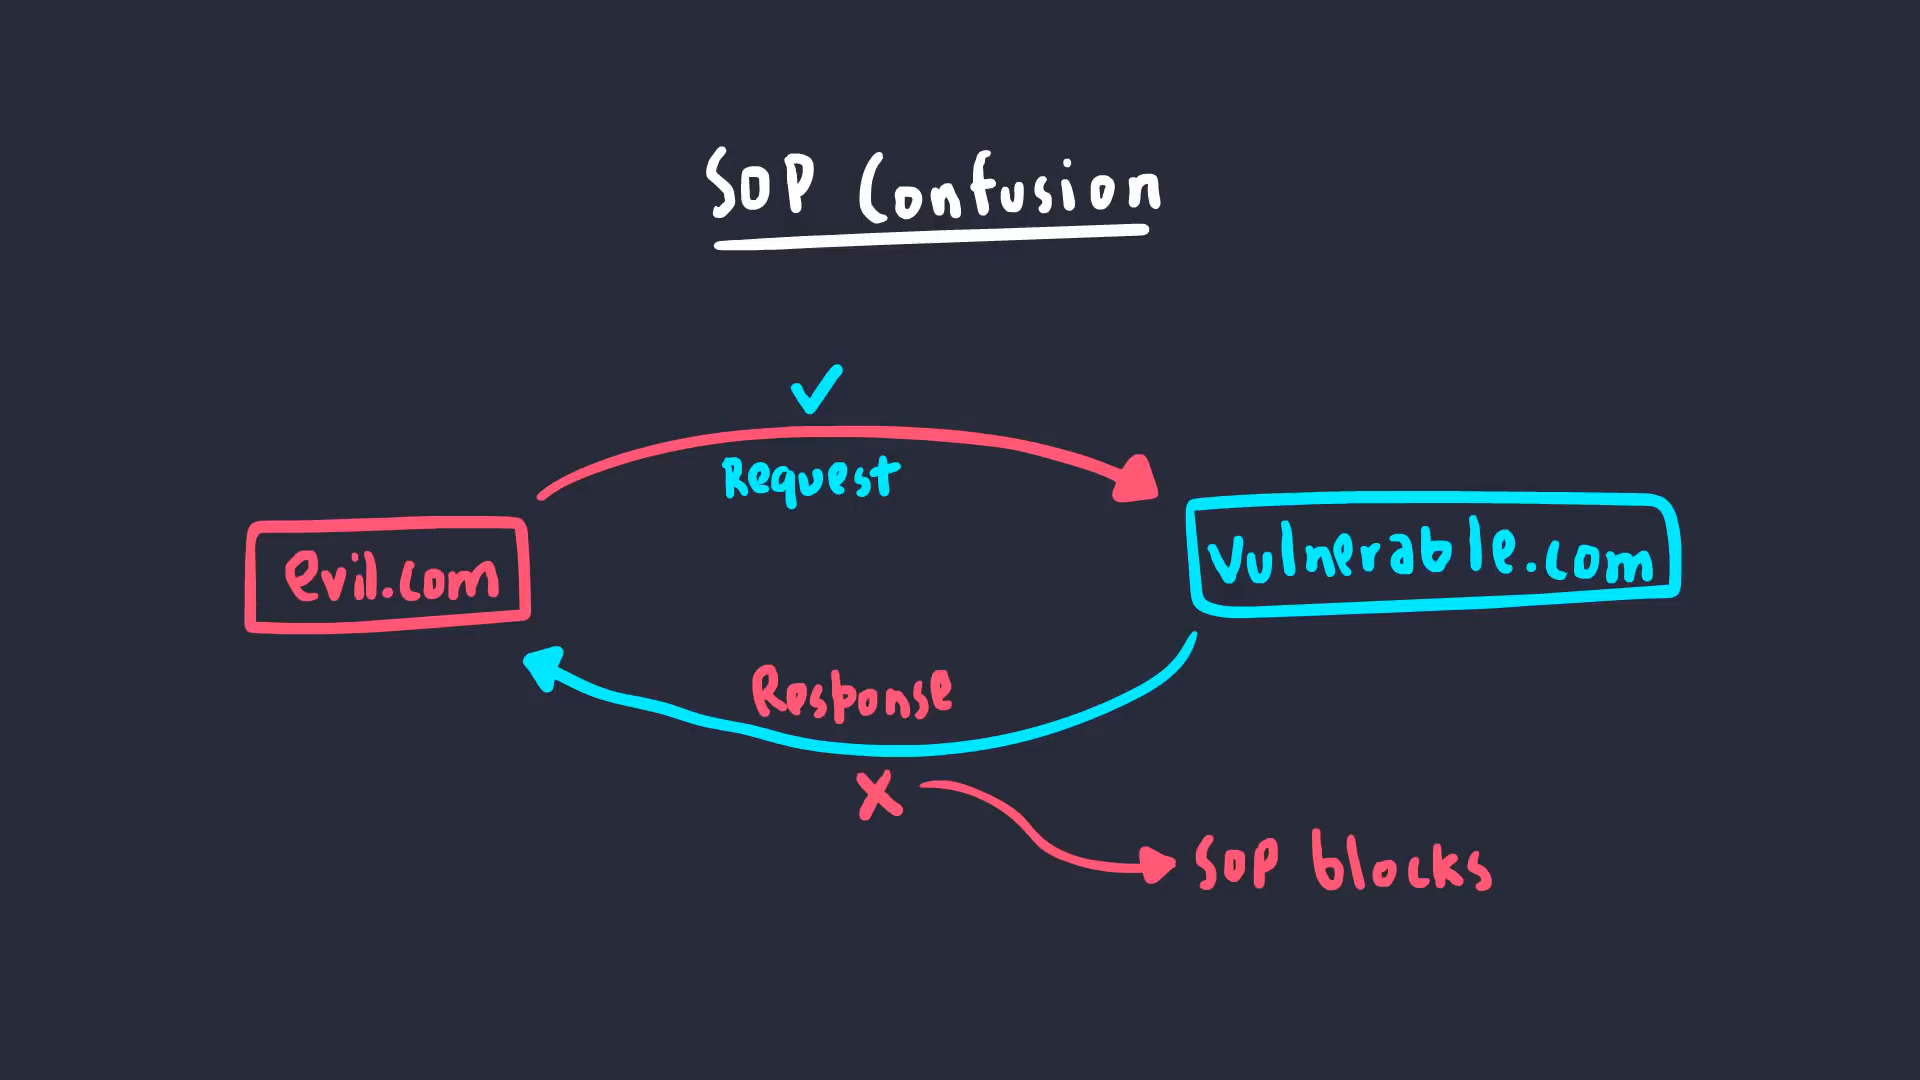 SOP Confusion
Request
evil.com
vulnerable.com
Response
SOP blocks